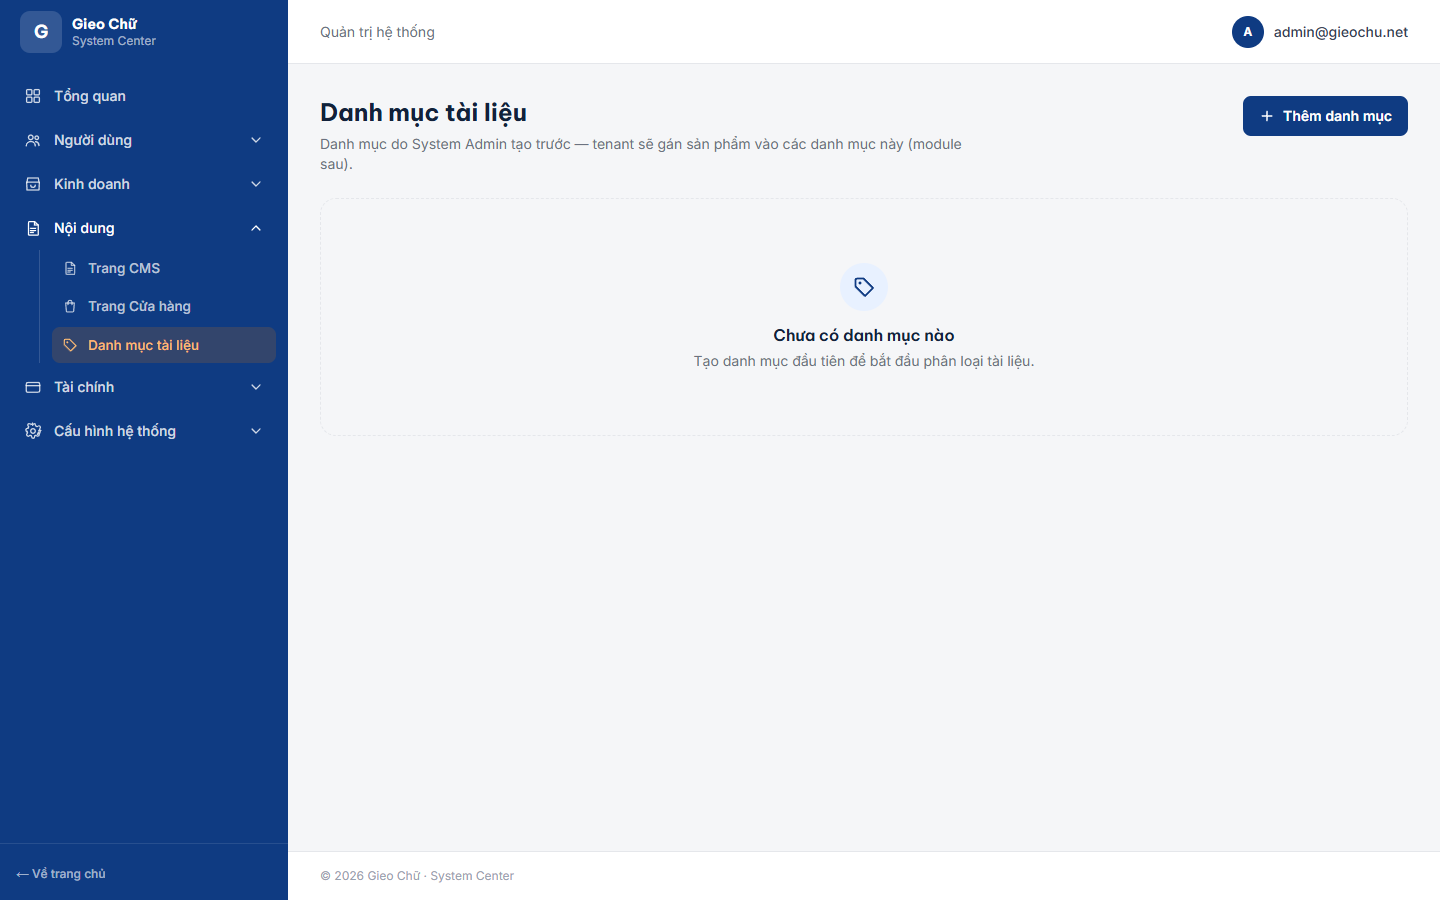 G
Gieo Chữ
System Center
Tổng quan
Người dùng
Kinh doanh
Nội dung
Trang CMS
Trang Cửa hàng
Danh mục tài liệu
Tài chính
Cấu hình hệ thống
← Về trang chủ
Quản trị hệ thống
A
admin@gieochu.net
Danh mục tài liệu
Danh mục do System Admin tạo trước — tenant sẽ gán sản phẩm vào các danh mục này (module
sau).
+ Thêm danh mục
Chưa có danh mục nào
Tạo danh mục đầu tiên để bắt đầu phân loại tài liệu.
© 2026 Gieo Chữ · System Center